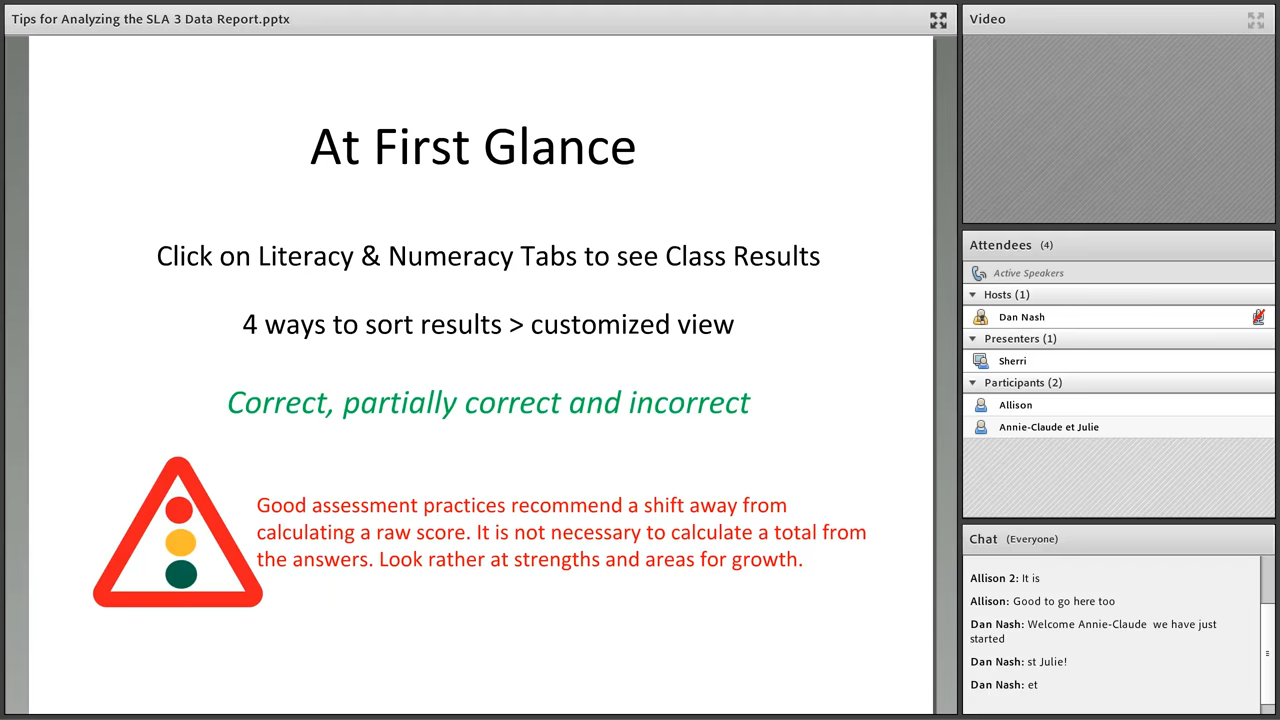 Tips for Analyzing the SLA 3 Data Report.pptx
At First Glance
Click on Literacy & Numeracy Tabs to see Class Results
4 ways to sort results > customized view
Correct, partially correct and incorrect
Good assessment practices recommend a shift away from
calculating a raw score. It is not necessary to calculate a total from
the answers. Look rather at strengths and areas for growth.
Video
Attendees (4)
Active Speakers
Hosts (1)
Dan Nash
Presenters (1)
Sherri
Participants (2)
Allison
Annie-Claude et Julie
Chat (Everyone)
Allison 2: It is
Allison: Good to go here too
Dan Nash: Welcome Annie-Claude we have just
started
Dan Nash: st Julie!
Dan Nash: et